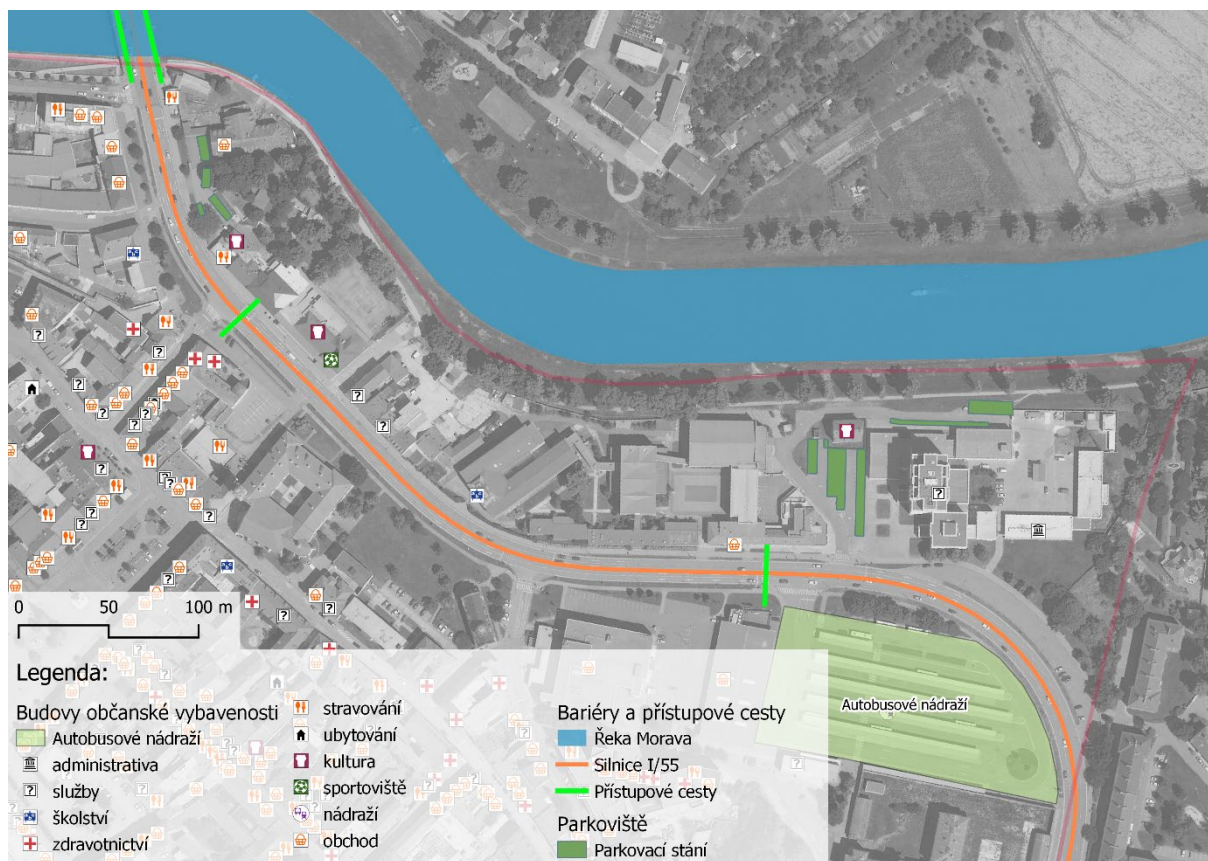 Autobusové nádraží
0 50 100 m
Legenda:
Budovy občanské vybavenosti
Autobusové nádraží
administrativa
služby
školství
zdravotnictví
stravování
ubytování
kultura
sportoviště
nádraží
obchod
Bariéry a přístupové cesty
Řeka Morava
Silnice I/55
Přístupové cesty
Parkoviště
Parkovací stání